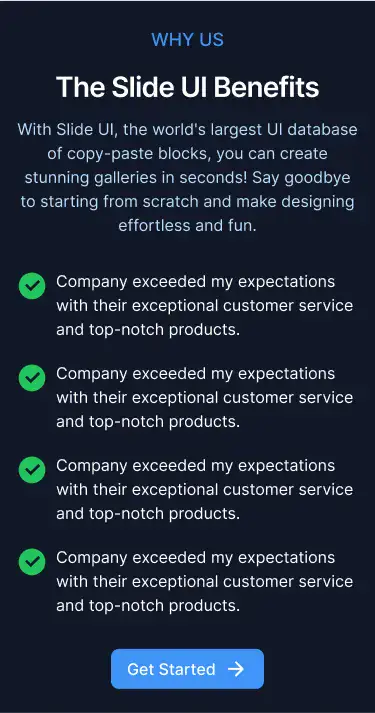 WHY US
The Slide UI Benefits
With Slide UI, the world's largest UI database
of copy-paste blocks, you can create
stunning galleries in seconds! Say goodbye
to starting from scratch and make designing
effortless and fun.
Company exceeded my expectations
with their exceptional customer service
and top-notch products.
Company exceeded my expectations
with their exceptional customer service
and top-notch products.
Company exceeded my expectations
with their exceptional customer service
and top-notch products.
Company exceeded my expectations
with their exceptional customer service
and top-notch products.
Get Started